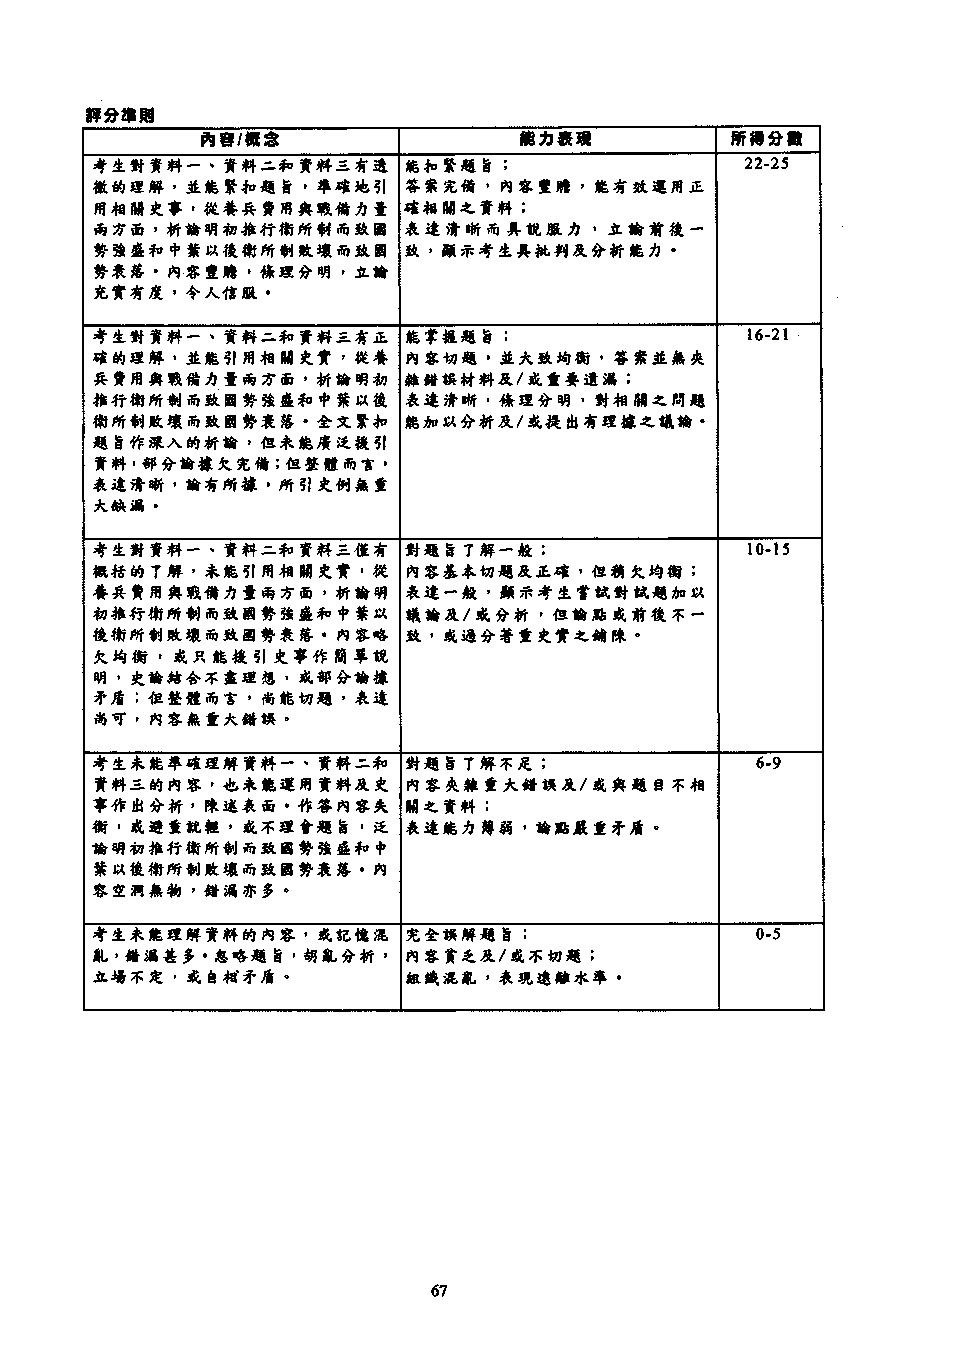 評分準則
內容/概念 能力表現 所得分數
考生對資料一、資料二和資料三有透
徹的理解，並能緊扣題旨，準確地引
用相關史事，從養兵費用與戰備力量
兩方面，析論明初推行衛所制而致國
勢強盛和中葉以後衛所制敗壞而致國
勢衰落。內容豐贍，條理分明，立論
充實有度，令人信服。
能扣緊題旨；
答案完備，內容豐贍，能有效運用正
確相關之資料；
表達清晰而具說服力，立論前後一
致，顯示考生具批判及分析能力。
22-25
考生對資料一、資料二和資料三有正
確的理解，並能引用相關史實，從養
兵費用與戰備力量兩方面，析論明初
推行衛所制而致國勢強盛和中葉以後
衛所制敗壞而致國勢衰落。全文緊扣
題旨作深入的析論，但未能廣泛援引
資料，部分論據欠完備；但整體而言，
表達清晰，論有所據，所引史例無重
大缺漏。
能掌握題旨；
內容切題，並大致均衡，答案並無夾
雜錯誤材料及/或重要遺漏；
表達清晰，條理分明，對相關之問題
能加以分析及/或提出有理據之議論。
16-21
考生對資料一、資料二和資料三僅有
概括的了解，未能引用相關史實，從
養兵費用與戰備力量兩方面，析論明
初推行衛所制而致國勢強盛和中葉以
後衛所制敗壞而致國勢衰落。內容略
欠均衡，或只能援引史事作簡單說
明，史論結合不盡理想，或部分論據
矛盾；但整體而言，尚能切題，表達
尚可，內容無重大錯誤。
對題旨了解一般；
內容基本切題及正確，但稍欠均衡；
表達一般，顯示考生嘗試對試題加以
議論及/或分析，但論點或前後不一
致，或過分著重史實之鋪陳。
10-15
考生未能準確理解資料一、資料二和
資料三的內容，也未能運用資料及史
事作出分析，陳述表面。作答內容失
衡，或避重就輕，或不理會題旨，泛
論明初推行衛所制而致國勢強盛和中
葉以後衛所制敗壞而致國勢衰落。內
容空洞無物，錯漏亦多。
對題旨了解不足；
內容夾雜重大錯誤及/或與題目不相
關之資料；
表達能力薄弱，論點嚴重矛盾。
6-9
考生未能理解資料的內容，或記憶混
亂，錯漏甚多。忽略題旨，胡亂分析，
立場不定，或自相矛盾。
完全誤解題旨；
內容貧乏及/或不切題；
組織混亂，表現遠離水準。
0-5
67